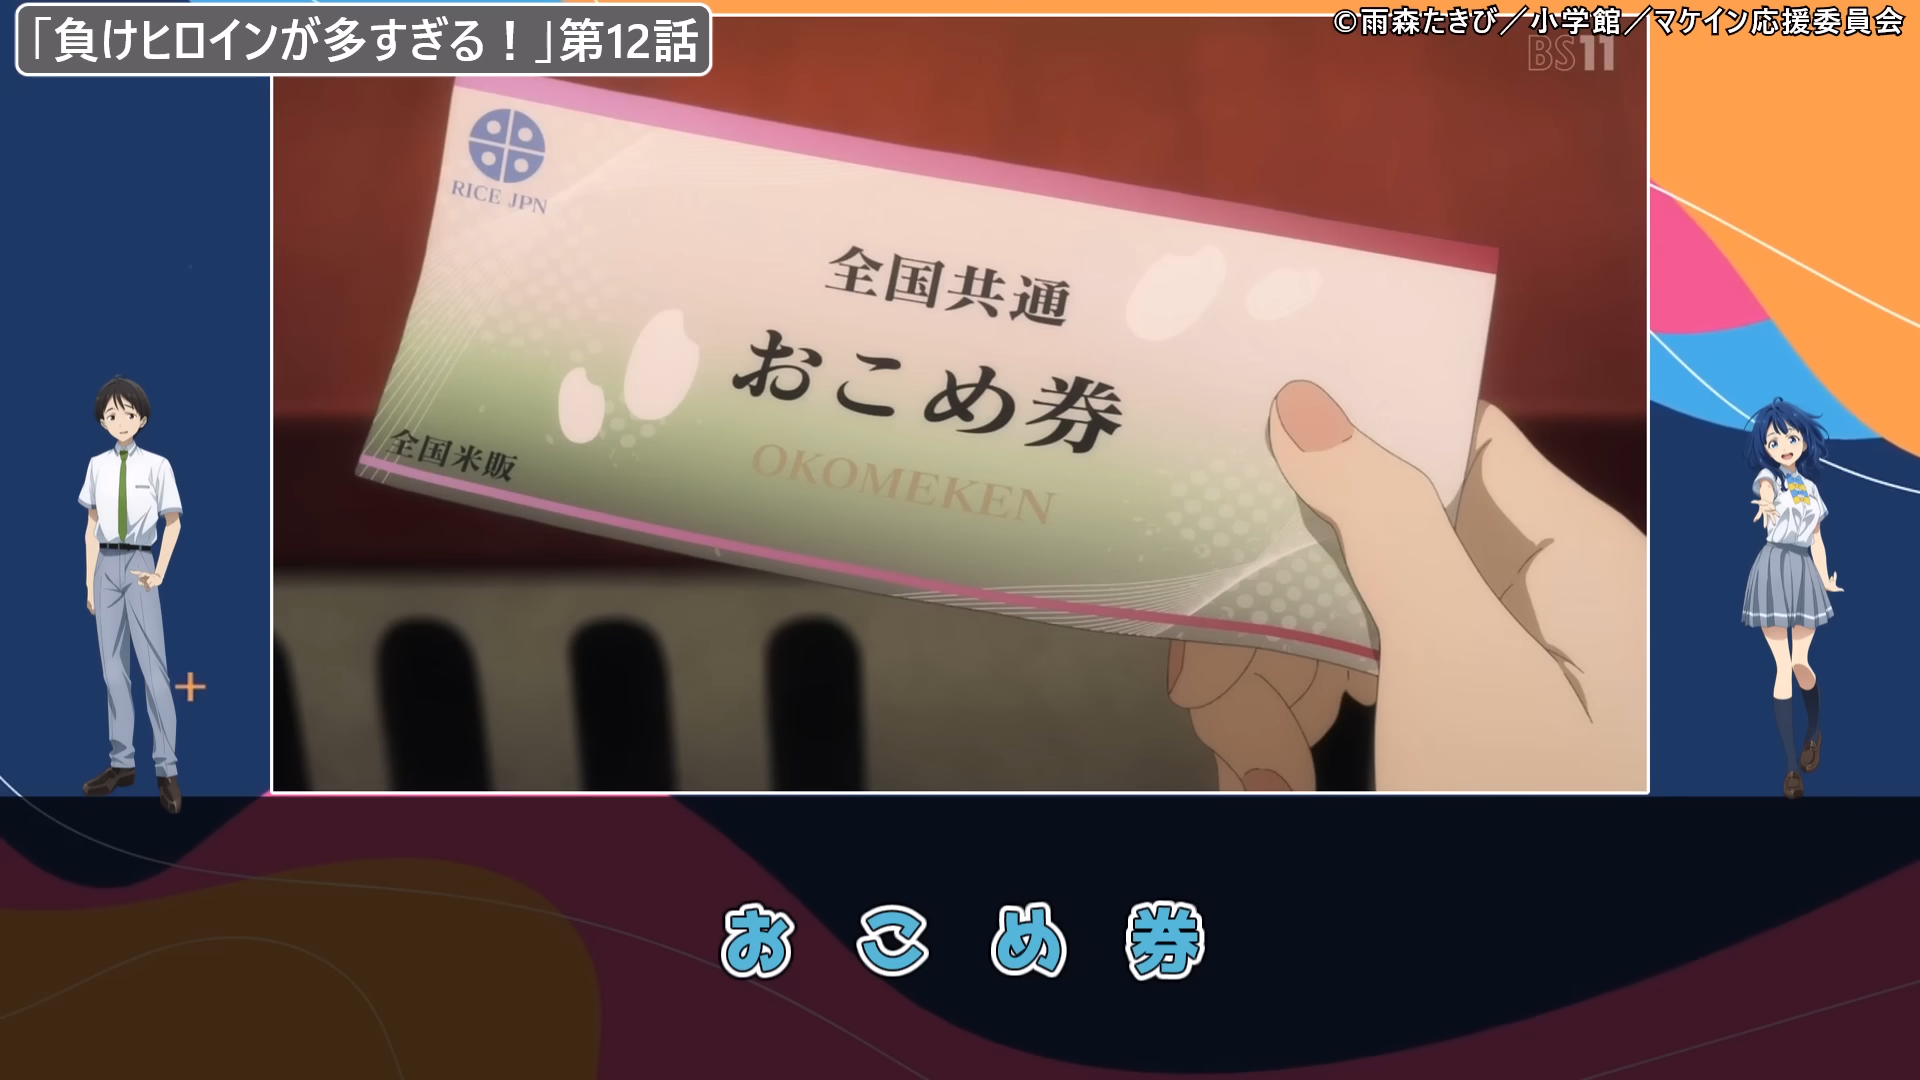 「負けヒロインが多すぎる！」第12話
©雨森たきび／小学館／マケイン応援委員会
BS11
RICE JPN
全国共通
おこめ券
OKOMEKEN
全国米販
おこめ券